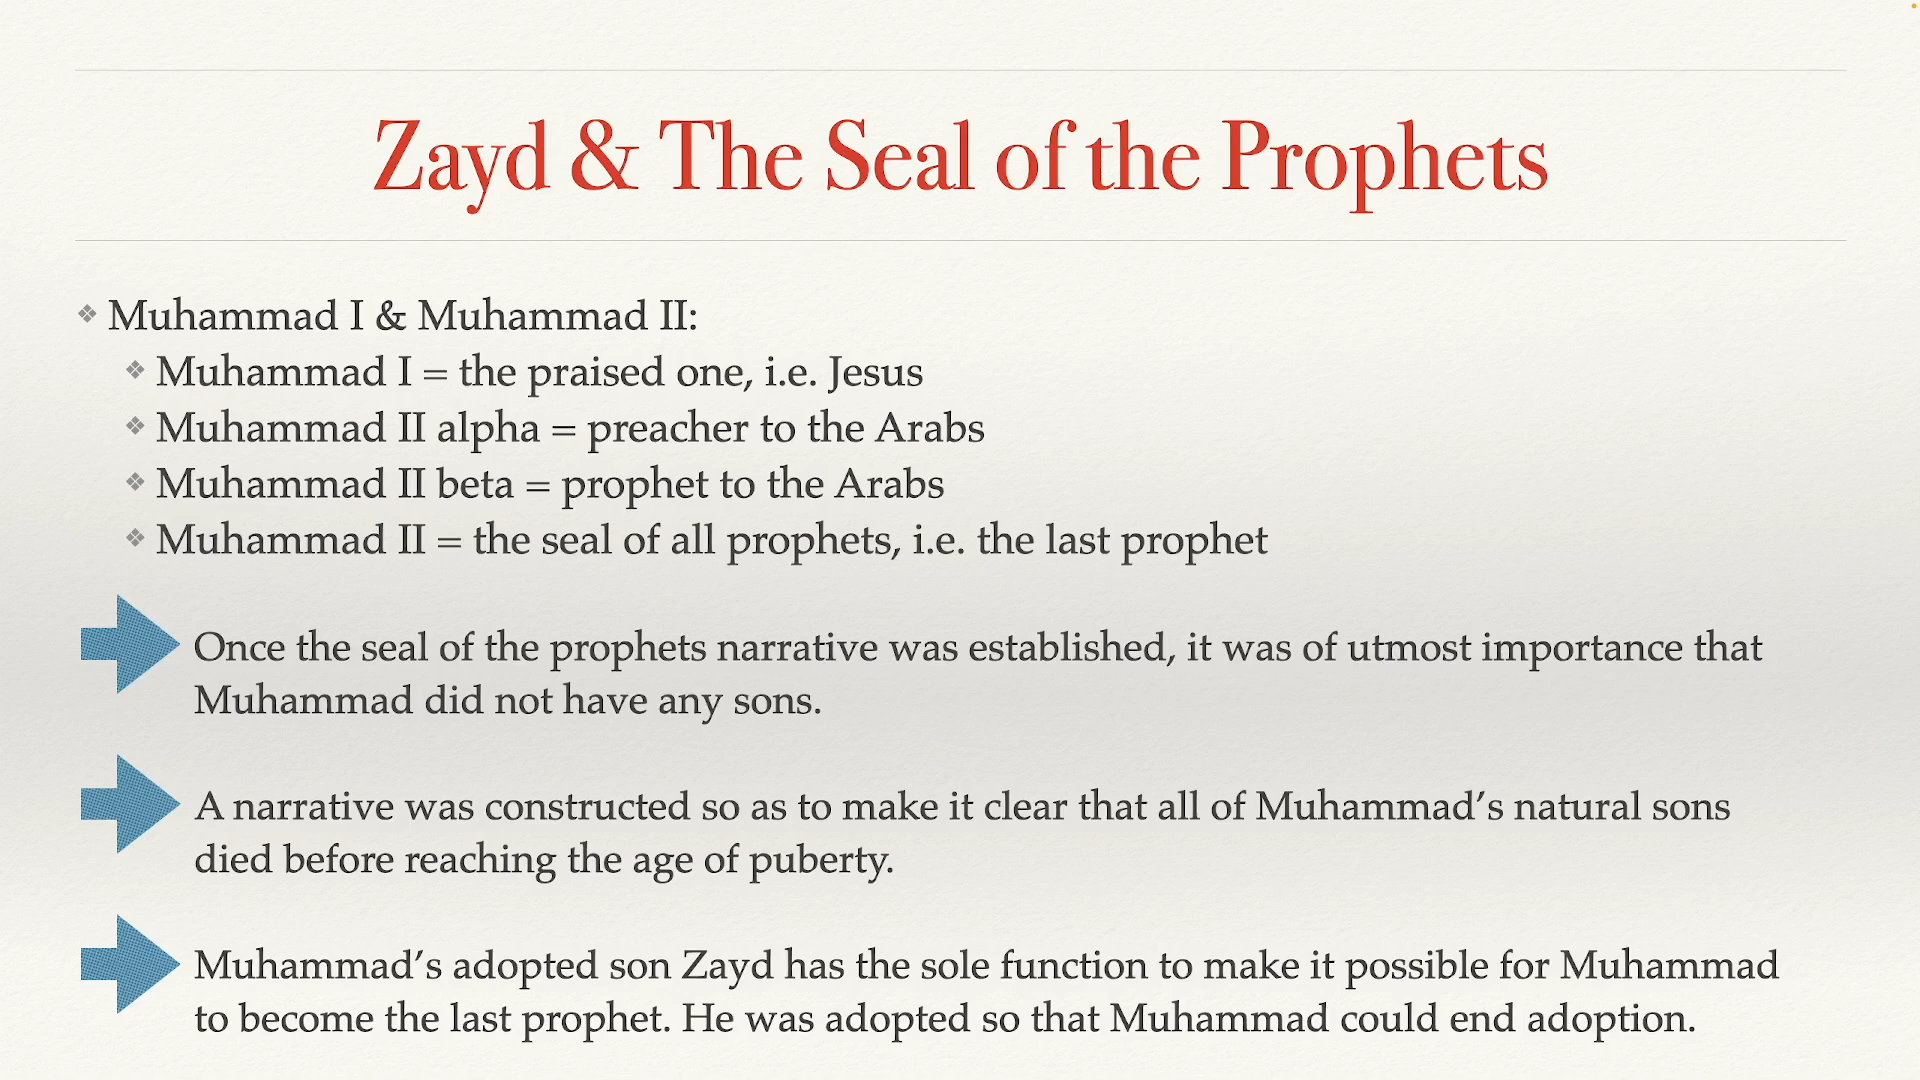 Zayd & The Seal of the Prophets
Muhammad I & Muhammad II:
Muhammad I = the praised one, i.e. Jesus
Muhammad II alpha = preacher to the Arabs
Muhammad II beta = prophet to the Arabs
Muhammad II = the seal of all prophets, i.e. the last prophet
Once the seal of the prophets narrative was established, it was of utmost importance that
Muhammad did not have any sons.
A narrative was constructed so as to make it clear that all of Muhammad’s natural sons
died before reaching the age of puberty.
Muhammad’s adopted son Zayd has the sole function to make it possible for Muhammad
to become the last prophet. He was adopted so that Muhammad could end adoption.